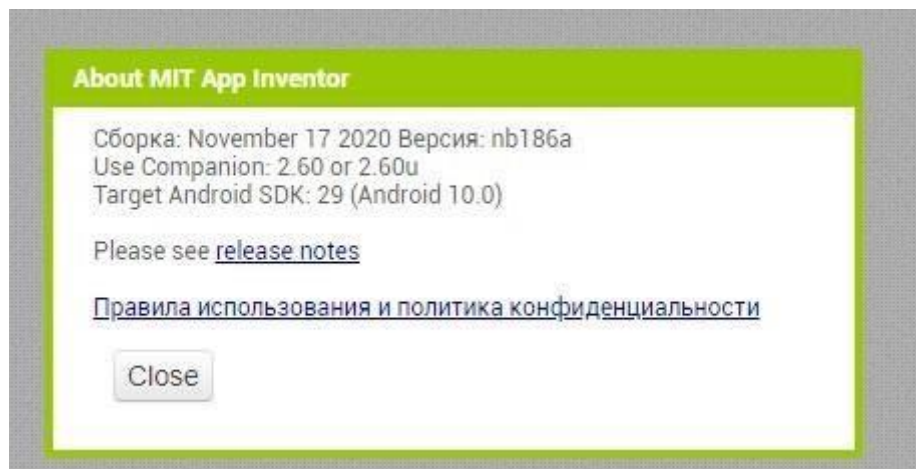 About MIT App Inventor
Сборка: November 17 2020 Версия: nb186a
Use Companion: 2.60 or 2.60u
Target Android SDK: 29 (Android 10.0)
Please see release notes
Правила использования и политика конфиденциальности
Close